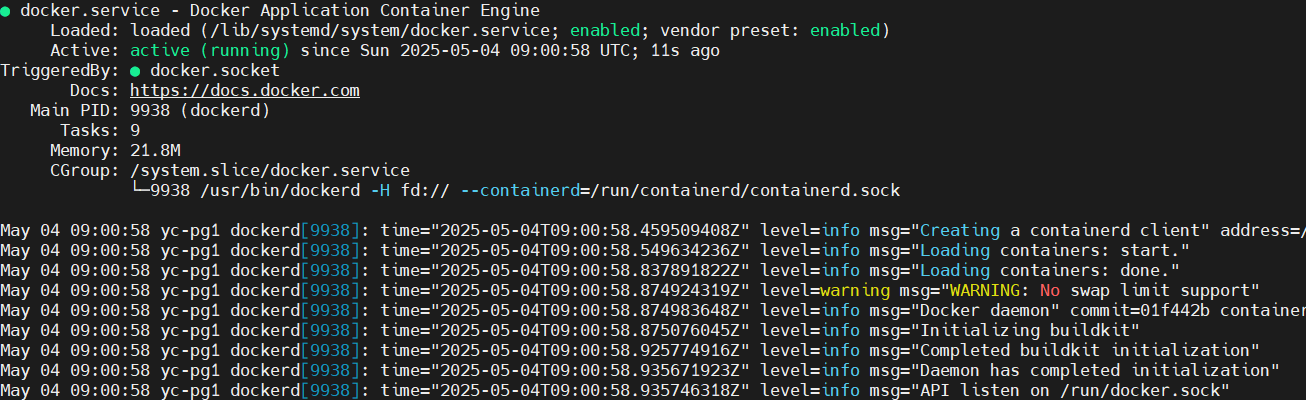 ● docker.service - Docker Application Container Engine
Loaded: loaded (/lib/systemd/system/docker.service; enabled; vendor preset: enabled)
Active: active (running) since Sun 2025-05-04 09:00:58 UTC; 11s ago
TriggeredBy: ● docker.socket
Docs: https://docs.docker.com
Main PID: 9938 (dockerd)
Tasks: 9
Memory: 21.8M
CGroup: /system.slice/docker.service
└─9938 /usr/bin/dockerd -H fd:// --containerd=/run/containerd/containerd.sock
May 04 09:00:58 yc-pg1 dockerd[9938]: time="2025-05-04T09:00:58.459509408Z" level=info msg="Creating a containerd client" address=/
May 04 09:00:58 yc-pg1 dockerd[9938]: time="2025-05-04T09:00:58.549634236Z" level=info msg="Loading containers: start."
May 04 09:00:58 yc-pg1 dockerd[9938]: time="2025-05-04T09:00:58.837891822Z" level=info msg="Loading containers: done."
May 04 09:00:58 yc-pg1 dockerd[9938]: time="2025-05-04T09:00:58.874924319Z" level=warning msg="WARNING: No swap limit support"
May 04 09:00:58 yc-pg1 dockerd[9938]: time="2025-05-04T09:00:58.874983648Z" level=info msg="Docker daemon" commit=01f442b container
May 04 09:00:58 yc-pg1 dockerd[9938]: time="2025-05-04T09:00:58.875076045Z" level=info msg="Initializing buildkit"
May 04 09:00:58 yc-pg1 dockerd[9938]: time="2025-05-04T09:00:58.925774916Z" level=info msg="Completed buildkit initialization"
May 04 09:00:58 yc-pg1 dockerd[9938]: time="2025-05-04T09:00:58.935671923Z" level=info msg="Daemon has completed initialization"
May 04 09:00:58 yc-pg1 dockerd[9938]: time="2025-05-04T09:00:58.935746318Z" level=info msg="API listen on /run/docker.sock"